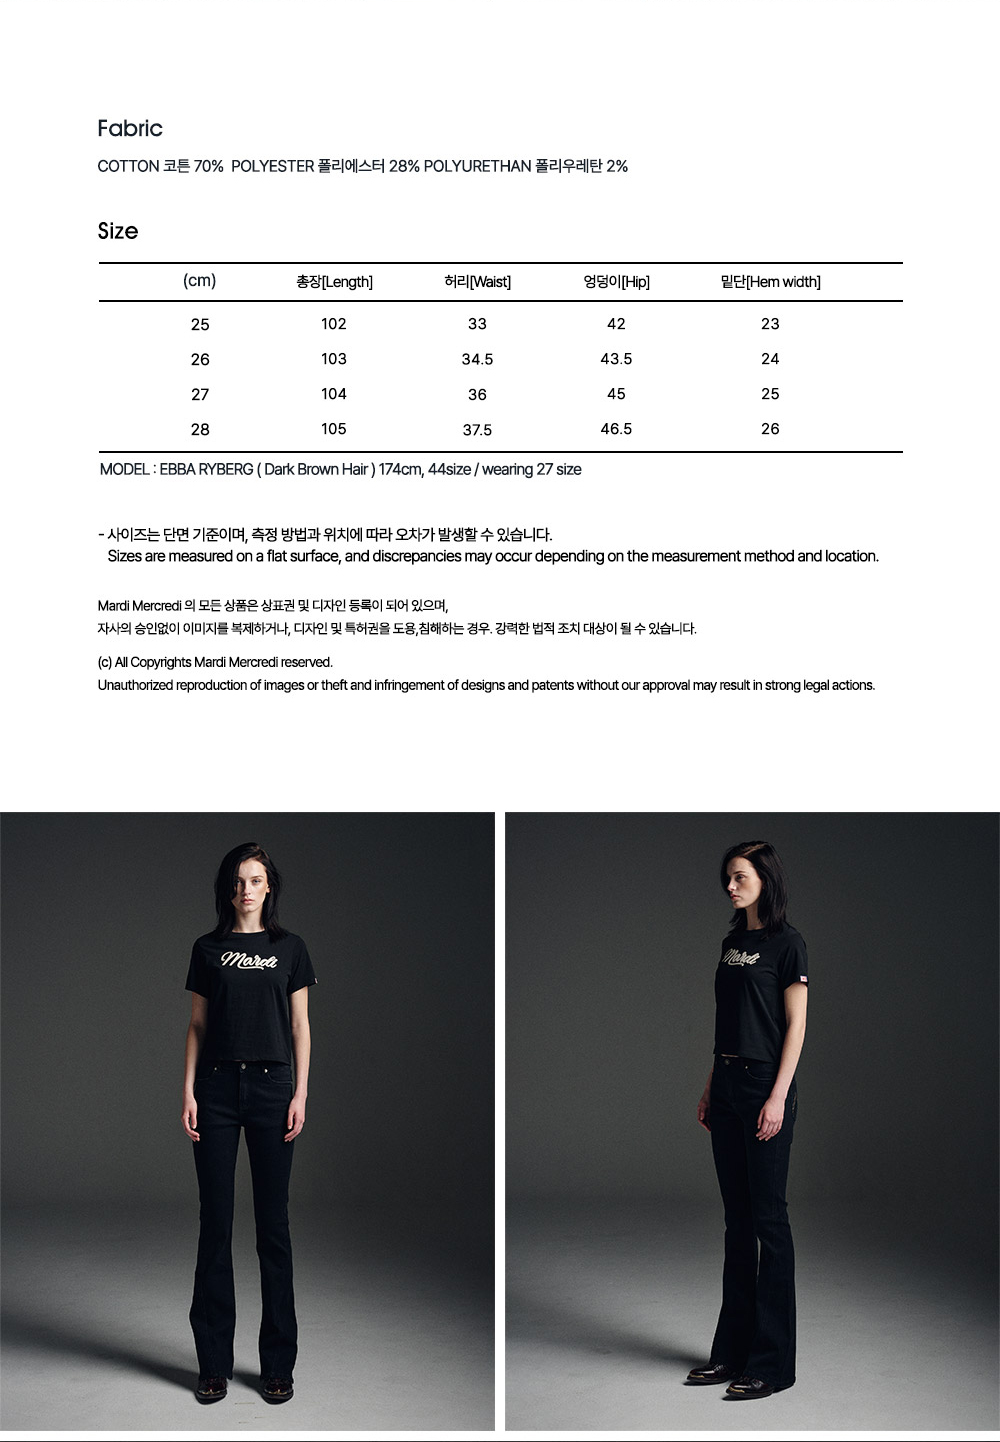 Fabric
COTTON 코튼 70% POLYESTER 폴리에스터 28% POLYURETHAN 폴리우레탄 2%
Size
(cm) 총장[Length] 허리[Waist] 엉덩이[Hip] 밑단[Hem width]
25 102 33 42 23
26 103 34.5 43.5 24
27 104 36 45 25
28 105 37.5 46.5 26
MODEL : EBBA RYBERG ( Dark Brown Hair ) 174cm, 44size / wearing 27 size
- 사이즈는 단면 기준이며, 측정 방법과 위치에 따라 오차가 발생할 수 있습니다.
Sizes are measured on a flat surface, and discrepancies may occur depending on the measurement method and location.
Mardi Mercredi 의 모든 상품은 상표권 및 디자인 등록이 되어 있으며,
자사의 승인없이 이미지를 복제하거나, 디자인 및 특허권을 도용,침해하는 경우. 강력한 법적 조치 대상이 될 수 있습니다.
(c) All Copyrights Mardi Mercredi reserved.
Unauthorized reproduction of images or theft and infringement of designs and patents without our approval may result in strong legal actions.
Mardi
Mardi